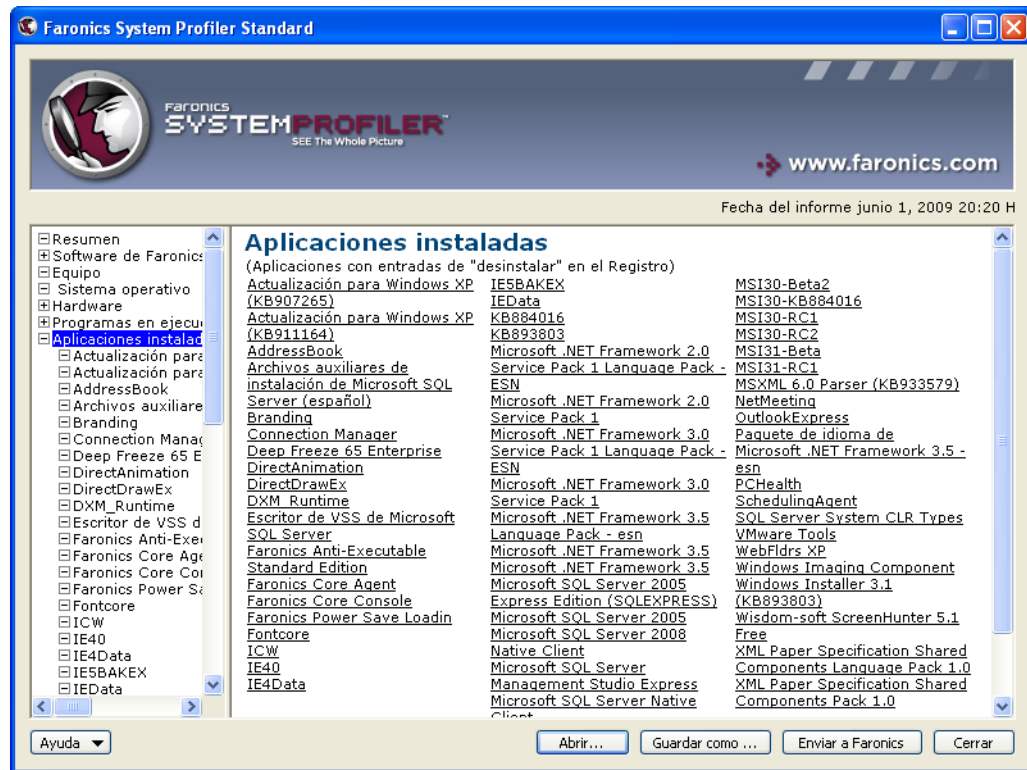 Faronics System Profiler Standard
Faronics
SYSTEMPROFILER™
SEE The Whole Picture
www.faronics.com
Fecha del informe junio 1, 2009 20:20 H
Resumen
Software de Faronics
Equipo
Sistema operativo
Hardware
Programas en ejecu
Aplicaciones instalad
Actualización para
Actualización para
AddressBook
Archivos auxiliare
Branding
Connection Manag
Deep Freeze 65 E
DirectAnimation
DirectDrawEx
DXM_Runtime
Escritor de VSS d
Faronics Anti-Exe
Faronics Core Age
Faronics Core Con
Faronics Power Sa
Fontcore
ICW
IE40
IE4Data
IE5BAKEX
IEData
Aplicaciones instaladas
(Aplicaciones con entradas de "desinstalar" en el Registro)
Actualización para Windows XP
(KB907265)
Actualización para Windows XP
(KB911164)
AddressBook
Archivos auxiliares de
instalación de Microsoft SQL
Server (español)
Branding
Connection Manager
Deep Freeze 65 Enterprise
DirectAnimation
DirectDrawEx
DXM_Runtime
Escritor de VSS de Microsoft
SQL Server
Faronics Anti-Executable
Standard Edition
Faronics Core Agent
Faronics Core Console
Faronics Power Save Loadin
Fontcore
ICW
IE40
IE4Data
IE5BAKEX
IEData
KB884016
KB893803
Microsoft .NET Framework 2.0
Service Pack 1 Language Pack -
ESN
Microsoft .NET Framework 2.0
Service Pack 1
Microsoft .NET Framework 3.0
Service Pack 1 Language Pack -
ESN
Microsoft .NET Framework 3.0
Service Pack 1
Microsoft .NET Framework 3.5
Language Pack - esn
Microsoft .NET Framework 3.5
Microsoft .NET Framework 3.5
Microsoft SQL Server 2005
Express Edition (SQLEXPRESS)
Microsoft SQL Server 2005
Microsoft SQL Server 2008
Native Client
Microsoft SQL Server
Management Studio Express
Microsoft SQL Server Native
Client
MSI30-Beta2
MSI30-KB884016
MSI30-RC1
MSI30-RC2
MSI31-Beta
MSI31-RC1
MSXML 6.0 Parser (KB933579)
NetMeeting
OutlookExpress
Paquete de idioma de
Microsoft .NET Framework 3.5 -
esn
PCHealth
SchedulingAgent
SQL Server System CLR Types
VMware Tools
WebFldrs XP
Windows Imaging Component
Windows Installer 3.1
(KB893803)
Wisdom-soft ScreenHunter 5.1
Free
XML Paper Specification Shared
Components Language Pack 1.0
XML Paper Specification Shared
Components Pack 1.0
Ayuda
Abrir...
Guardar como ...
Enviar a Faronics
Cerrar